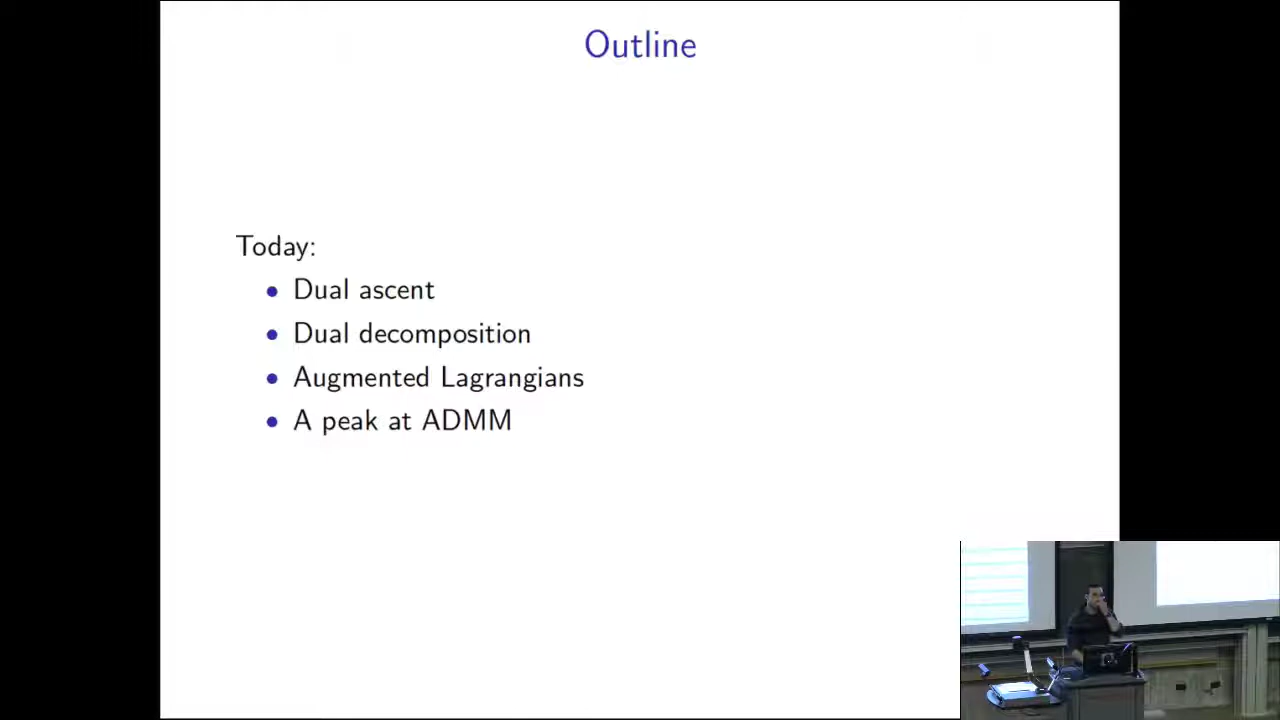 Outline
Today:
• Dual ascent
• Dual decomposition
• Augmented Lagrangians
• A peak at ADMM